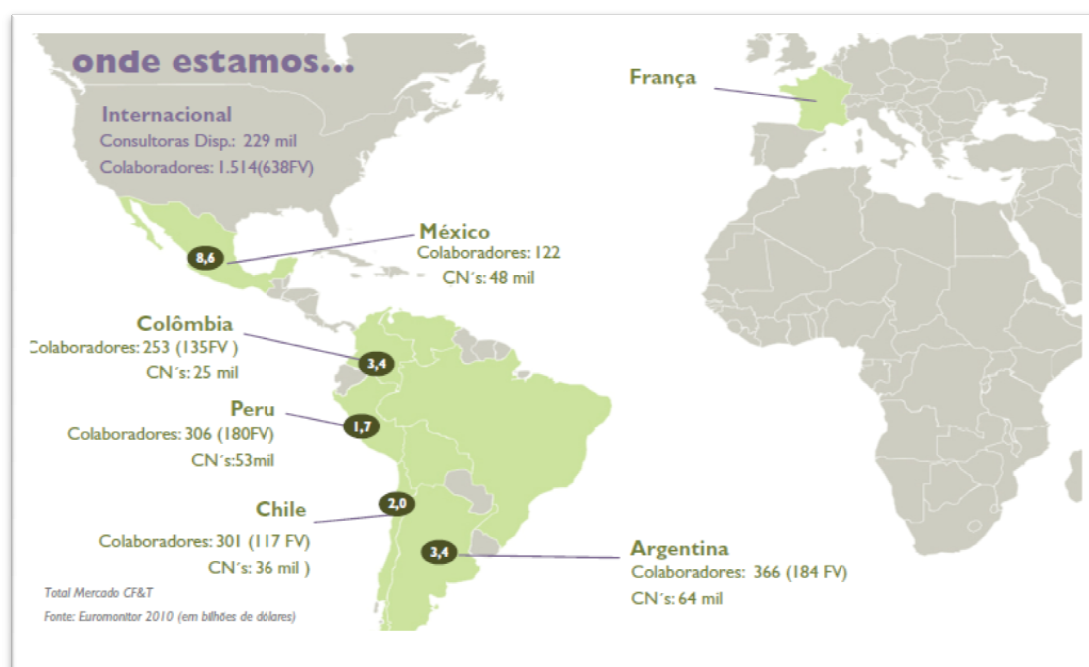 onde estamos...
Internacional
Consultoras Disp.: 229 mil
Colaboradores: 1.514(638FV)
França
México
Colaboradores: 122
CN´s: 48 mil
8,6
Colômbia
Colaboradores: 253 (135FV )
CN´s: 25 mil
3,4
Peru
Colaboradores: 306 (180FV)
CN´s:53mil
1,7
Chile
Colaboradores: 301 (117 FV)
CN´s: 36 mil )
2,0
3,4
Argentina
Colaboradores: 366 (184 FV)
CN´s: 64 mil
Total Mercado CF&T
Fonte: Euromonitor 2010 (em bilhões de dólares)